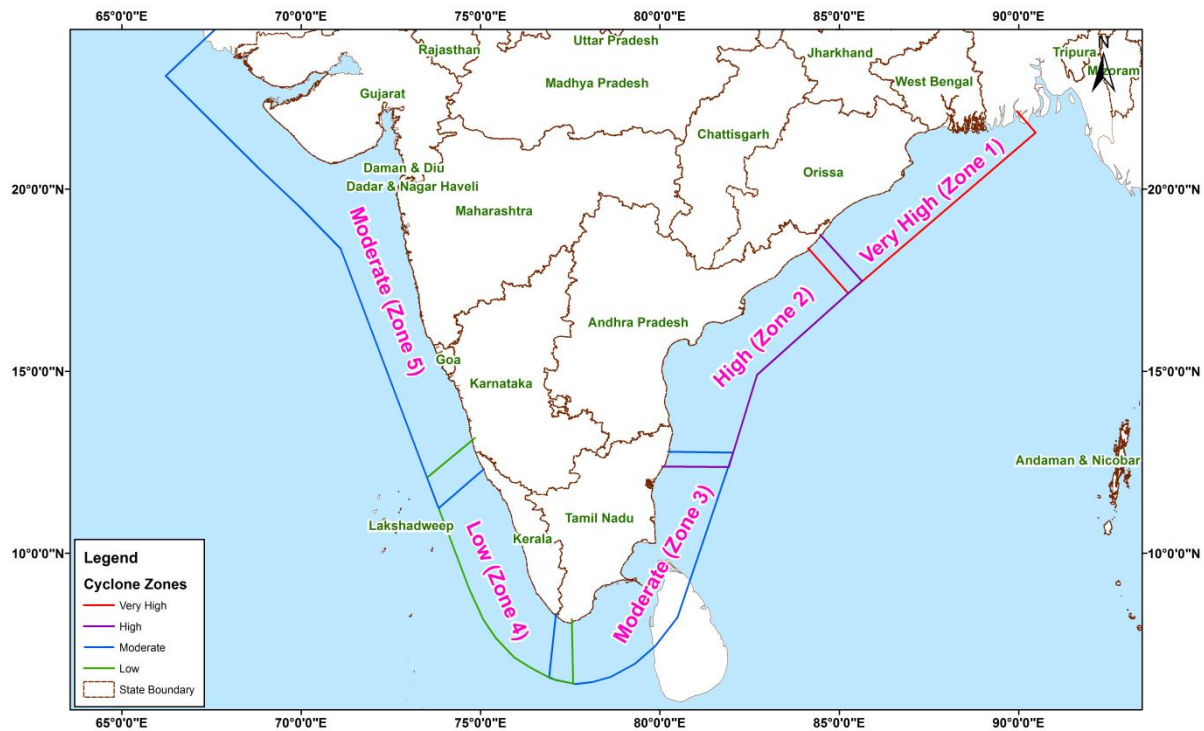 65°0'0"E 70°0'0"E 75°0'0"E 80°0'0"E 85°0'0"E 90°0'0"E
N
Rajasthan
Uttar Pradesh
Jharkhand
Tripura
Mizoram
Gujarat
Madhya Pradesh
West Bengal
Chattisgarh
Orissa
Daman & Diu
Dadar & Nagar Haveli
Maharashtra
20°0'0"N
20°0'0"N
Very High (Zone 1)
Moderate (Zone 5)
High (Zone 2)
Andhra Pradesh
Goa
Karnataka
15°0'0"N
15°0'0"N
Andaman & Nicobar
Lakshadweep
Kerala
Tamil Nadu
Low (Zone 4)
Moderate (Zone 3)
10°0'0"N
10°0'0"N
Legend
Cyclone Zones
Very High
High
Moderate
Low
State Boundary
65°0'0"E 70°0'0"E 75°0'0"E 80°0'0"E 85°0'0"E 90°0'0"E